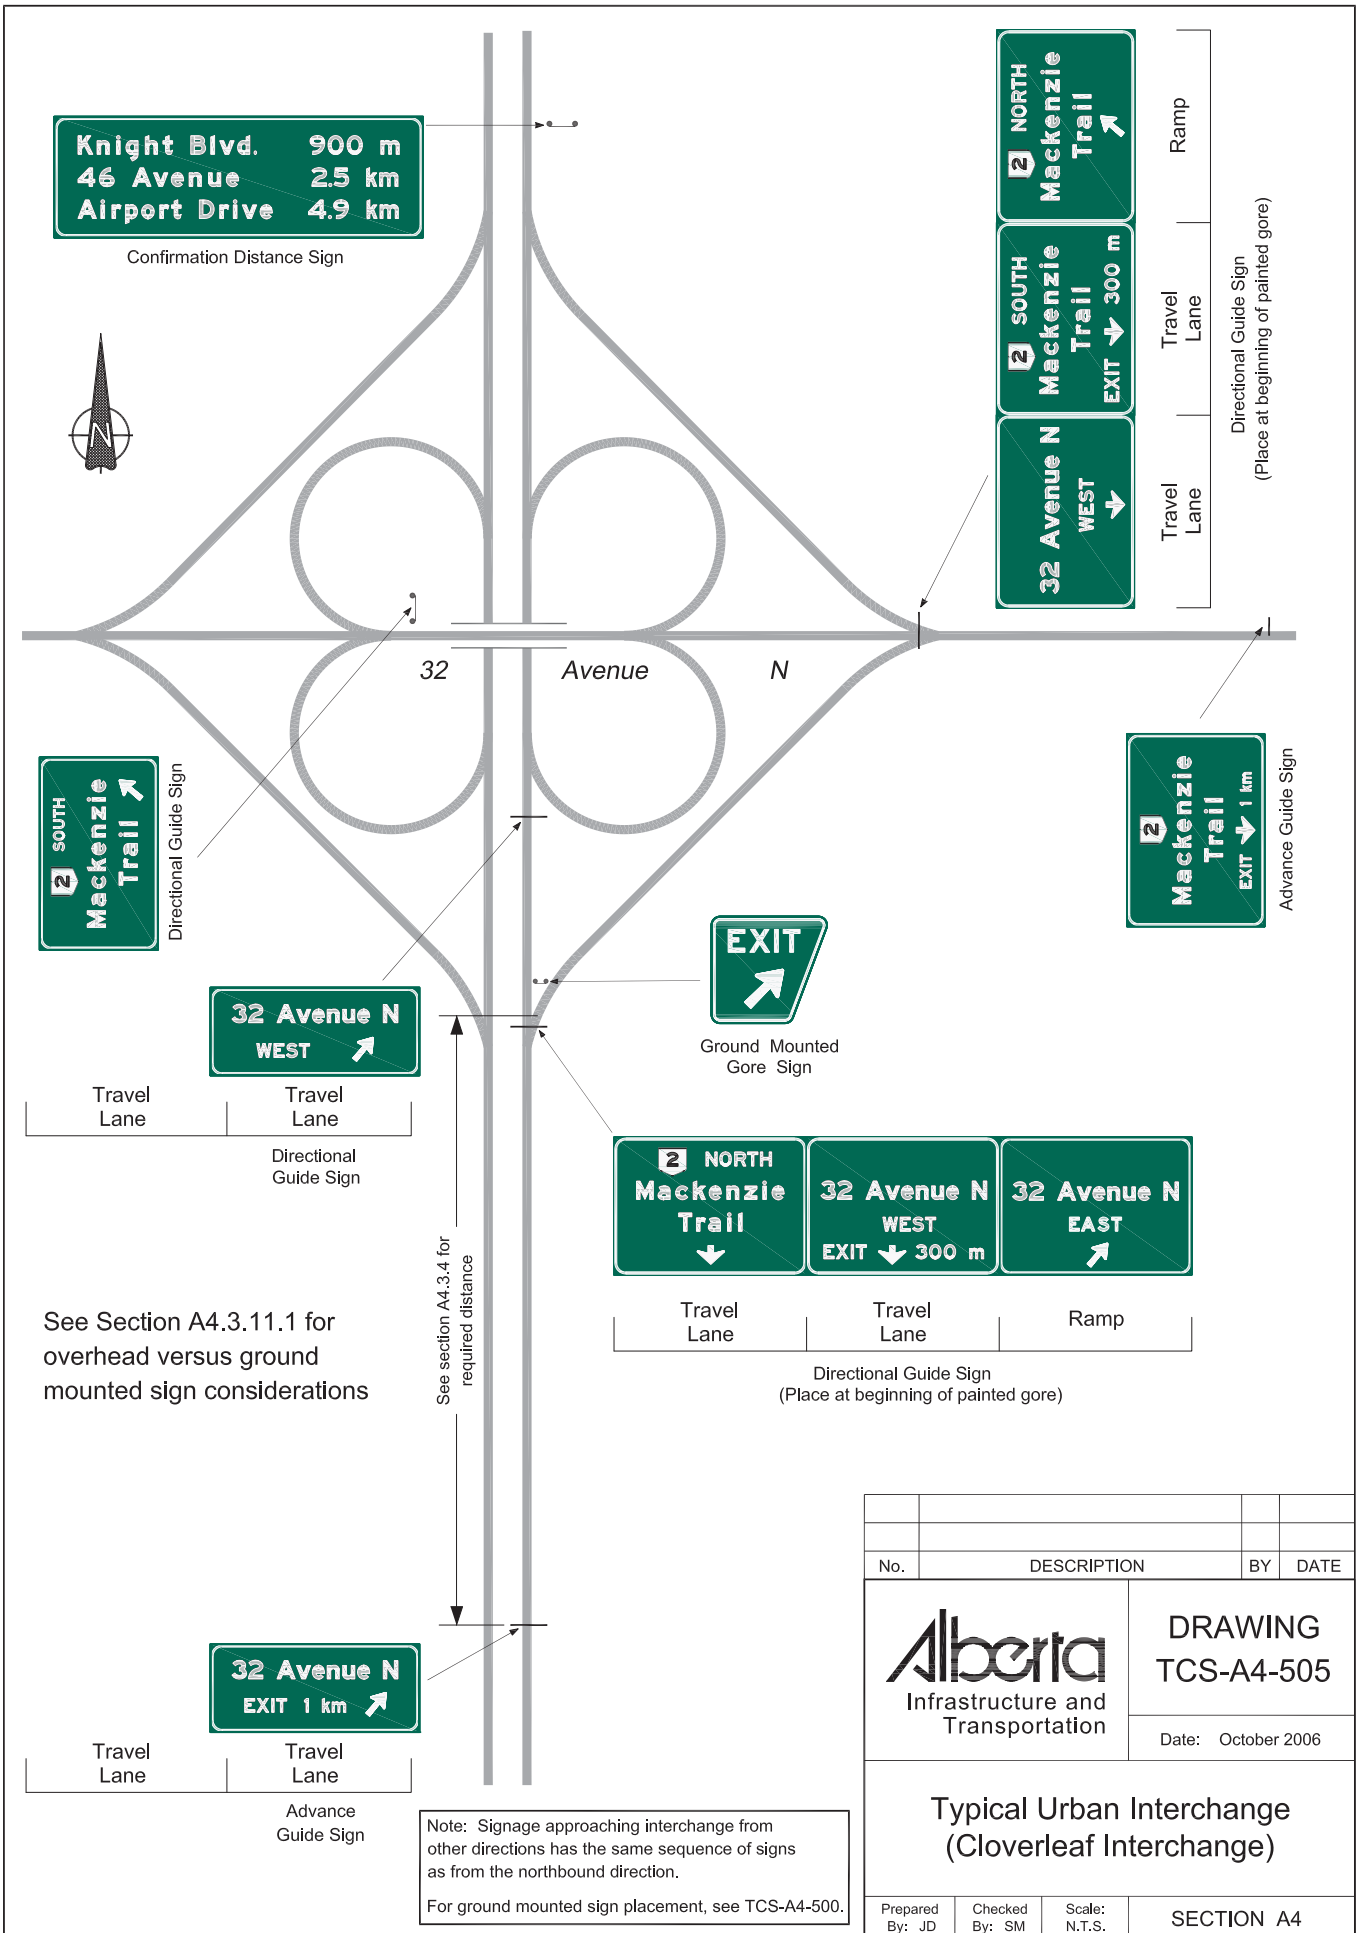 Knight Blvd. 900 m
46 Avenue 2.5 km
Airport Drive 4.9 km
Confirmation Distance Sign
N
2 NORTH
Mackenzie
Trail
Ramp
2 SOUTH
Mackenzie
Trail
EXIT 300 m
Travel
Lane
32 Avenue N
WEST
Travel
Lane
Directional Guide Sign
(Place at beginning of painted gore)
32 Avenue N
2 SOUTH
Mackenzie
Trail
Directional Guide Sign
2
Mackenzie
Trail
EXIT 1 km
Advance Guide Sign
EXIT
Ground Mounted
Gore Sign
32 Avenue N
WEST
Travel
Lane
Travel
Lane
Directional
Guide Sign
2 NORTH
Mackenzie
Trail
32 Avenue N
WEST
EXIT 300 m
32 Avenue N
EAST
Travel
Lane
Travel
Lane
Ramp
Directional Guide Sign
(Place at beginning of painted gore)
See section A4.3.4 for
required distance
See Section A4.3.11.1 for
overhead versus ground
mounted sign considerations
32 Avenue N
EXIT 1 km
Travel
Lane
Travel
Lane
Advance
Guide Sign
Note: Signage approaching interchange from
other directions has the same sequence of signs
as from the northbound direction.
For ground mounted sign placement, see TCS-A4-500.
No. DESCRIPTION BY DATE
Alberta
Infrastructure and
Transportation
DRAWING
TCS-A4-505
Date: October 2006
Typical Urban Interchange
(Cloverleaf Interchange)
Prepared
By: JD
Checked
By: SM
Scale:
N.T.S.
SECTION A4